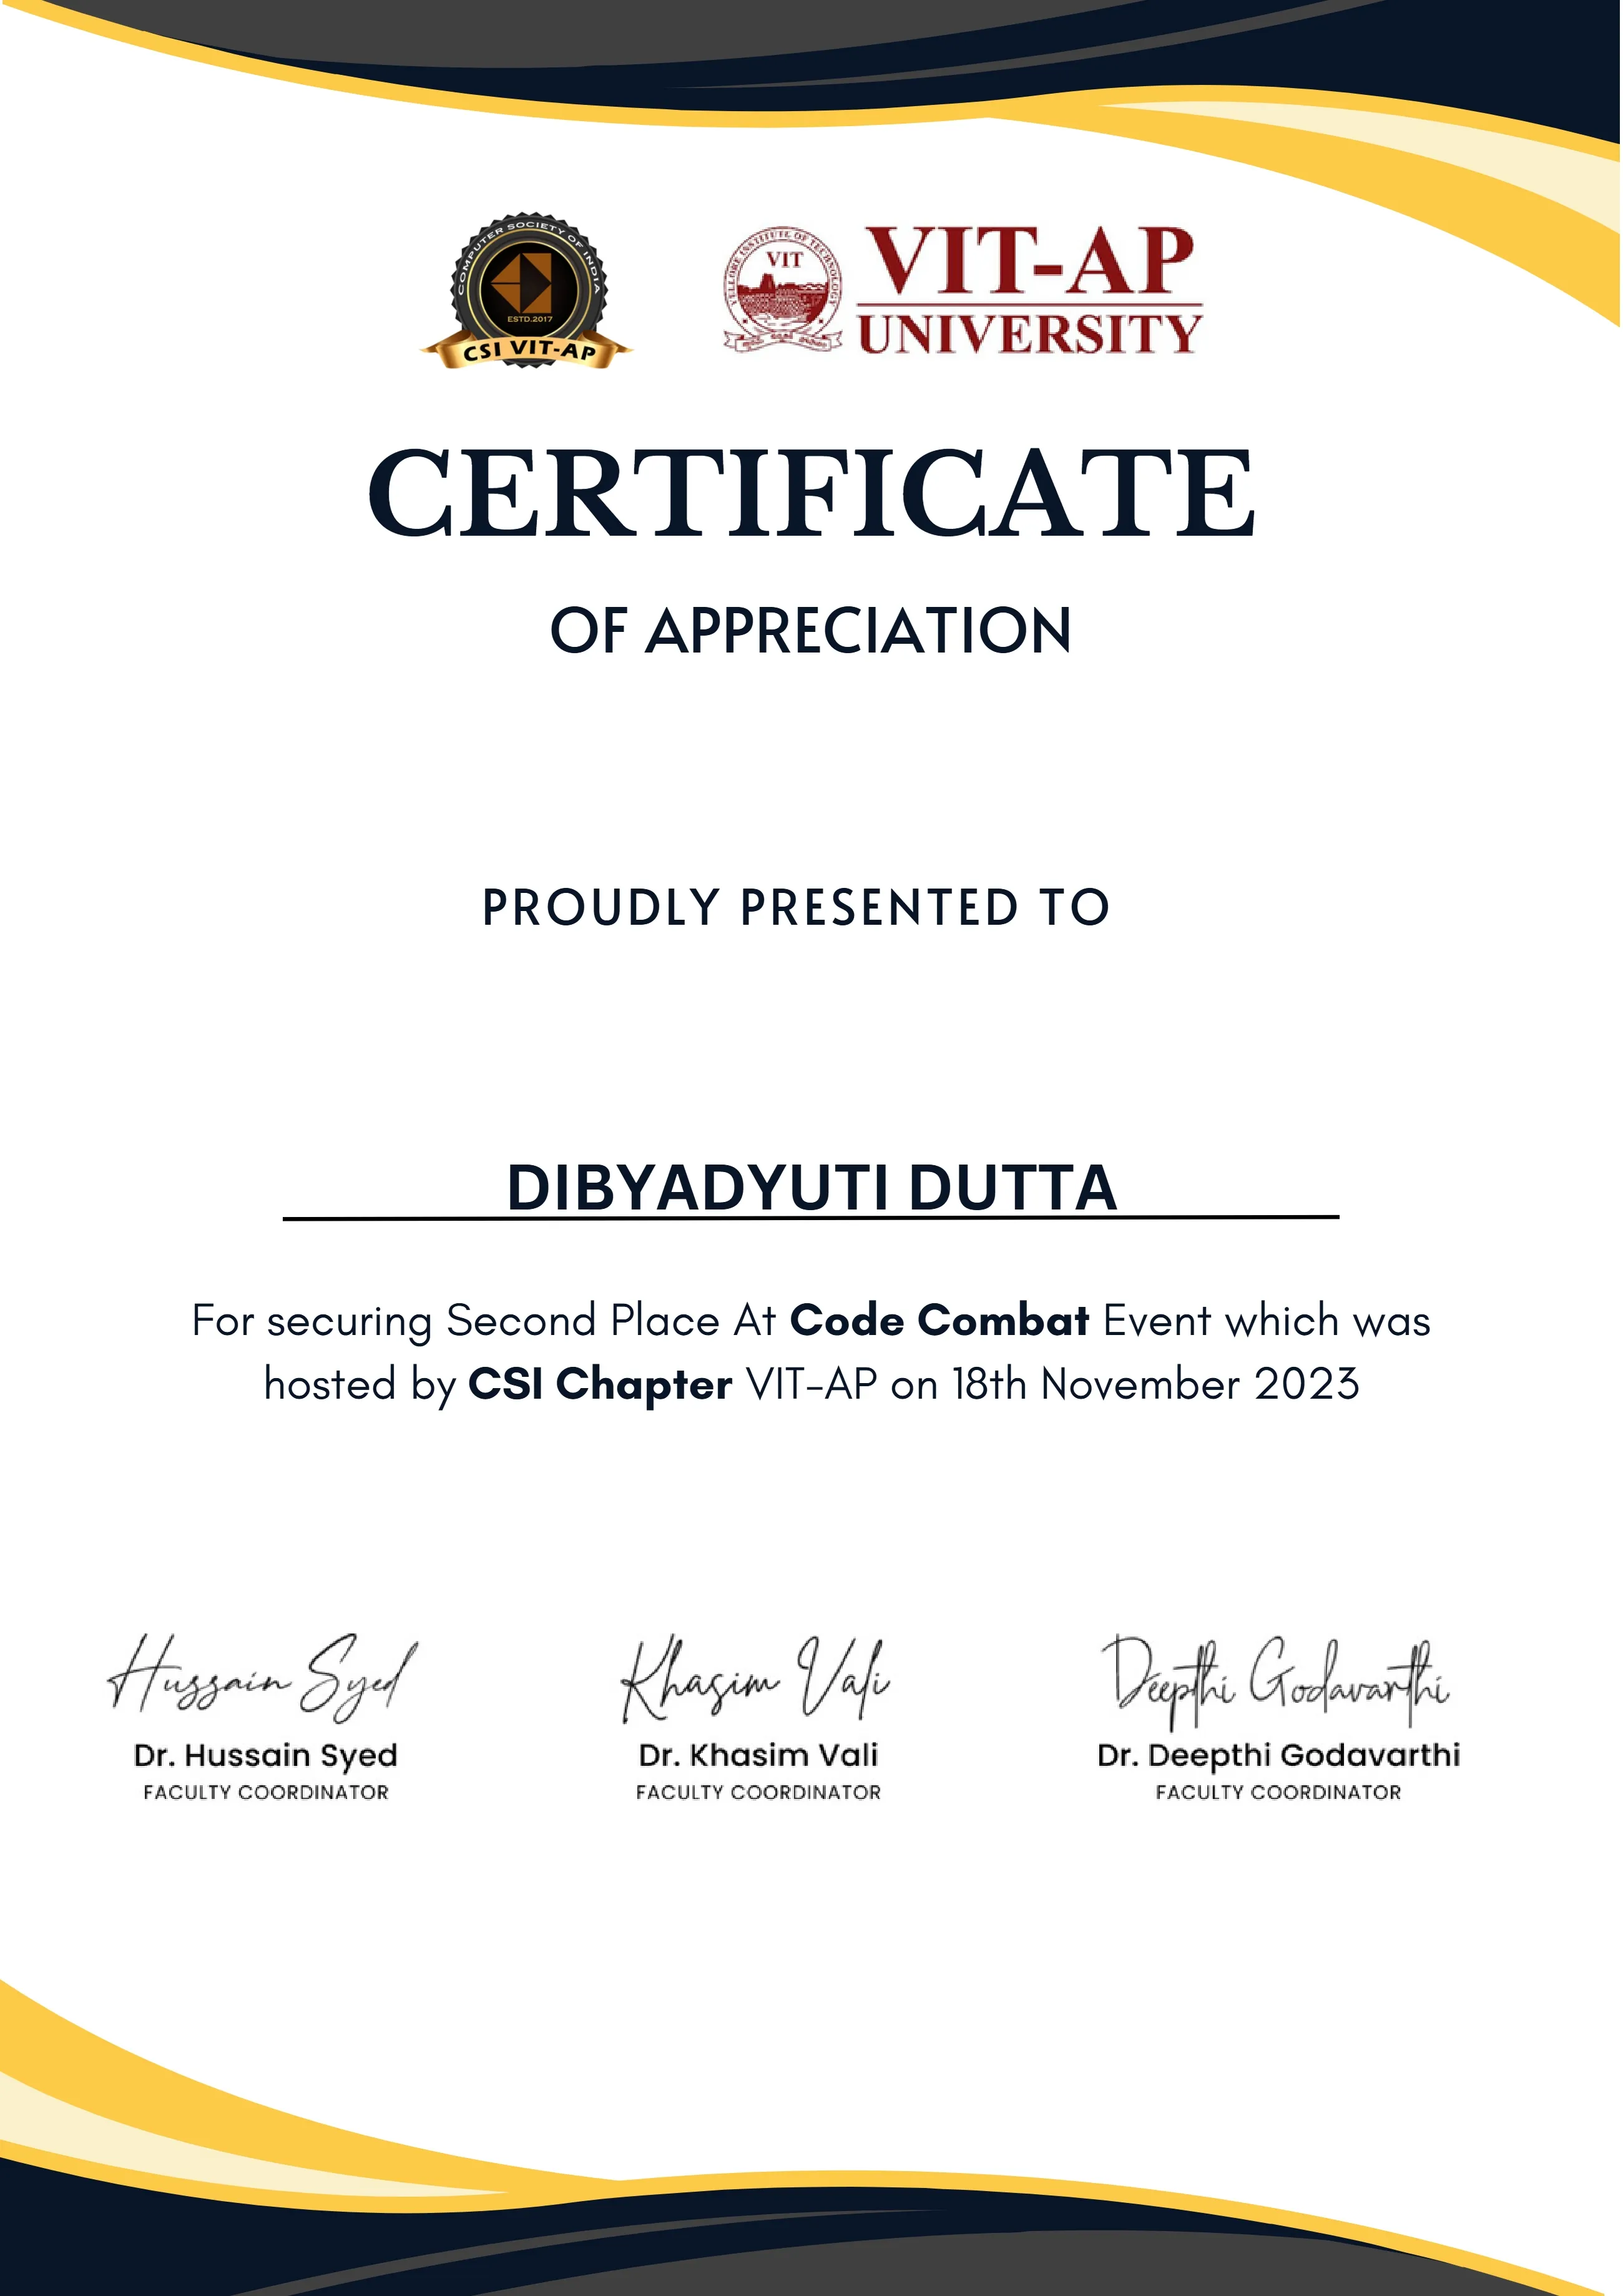 COMPUTER SOCIETY OF INDIA
ESTD.2017
CSI VIT-AP
VELLORE INSTITUTE OF TECHNOLOGY
VIT
VIT-AP
UNIVERSITY
CERTIFICATE
OF APPRECIATION
PROUDLY PRESENTED TO
DIBYADYUTI DUTTA
For securing Second Place At Code Combat Event which was
hosted by CSI Chapter VIT-AP on 18th November 2023
Hussain Syed
Khasim Vali
Deepthi Godavarthi
Dr. Hussain Syed
FACULTY COORDINATOR
Dr. Khasim Vali
FACULTY COORDINATOR
Dr. Deepthi Godavarthi
FACULTY COORDINATOR